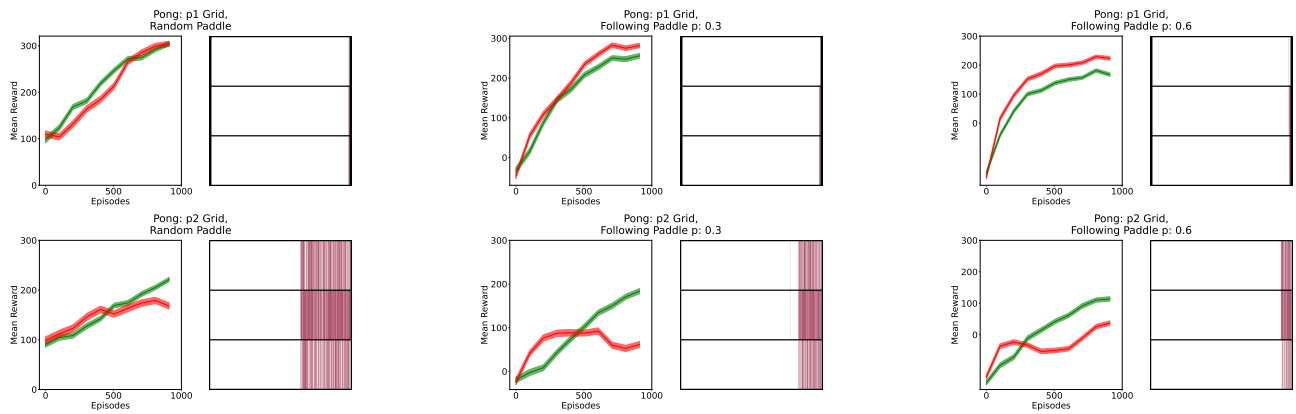 Pong: p1 Grid,
Random Paddle
300
200
100
0
Mean Reward
0
500
1000
Episodes
Pong: p1 Grid,
Following Paddle p: 0.3
300
200
100
0
Mean Reward
0
500
1000
Episodes
Pong: p1 Grid,
Following Paddle p: 0.6
300
200
100
0
Mean Reward
0
500
1000
Episodes
Pong: p2 Grid,
Random Paddle
300
200
100
0
Mean Reward
0
500
1000
Episodes
Pong: p2 Grid,
Following Paddle p: 0.3
300
200
100
0
Mean Reward
0
500
1000
Episodes
Pong: p2 Grid,
Following Paddle p: 0.6
300
200
100
0
Mean Reward
0
500
1000
Episodes